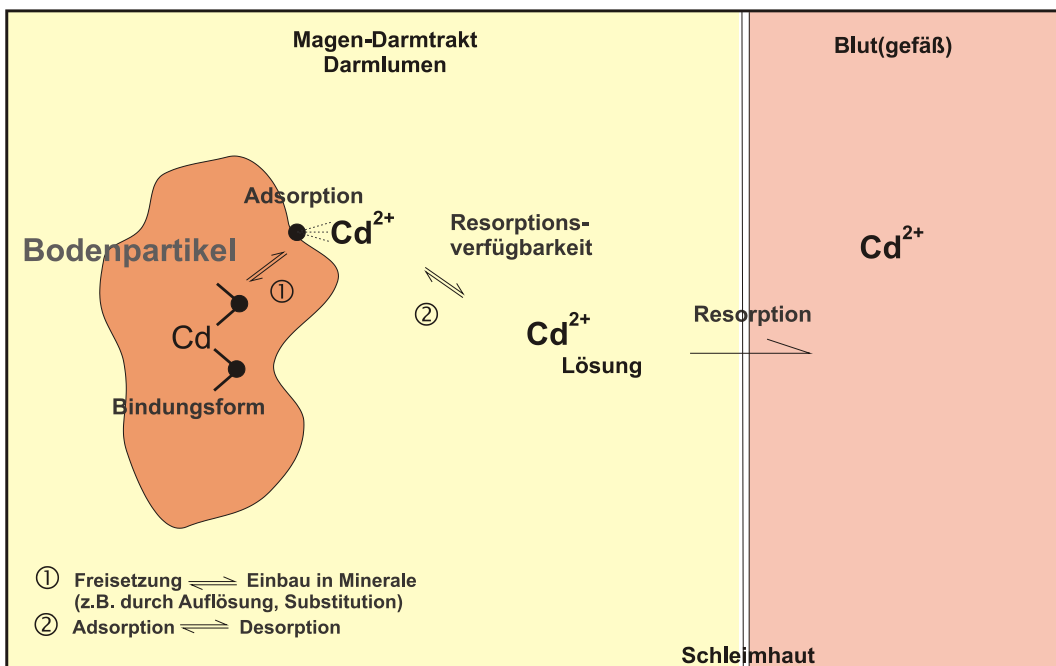 Magen-Darmtrakt
Darmlumen
Blut(gefäß)
Adsorption
Cd²⁺
Resorptions-
verfügbarkeit
Cd²⁺
Bodenpartikel
①
②
Cd
Cd²⁺
Lösung
Resorption
Bindungsform
① Freisetzung ⇌ Einbau in Minerale
(z.B. durch Auflösung, Substitution)
② Adsorption ⇌ Desorption
Schleimhaut